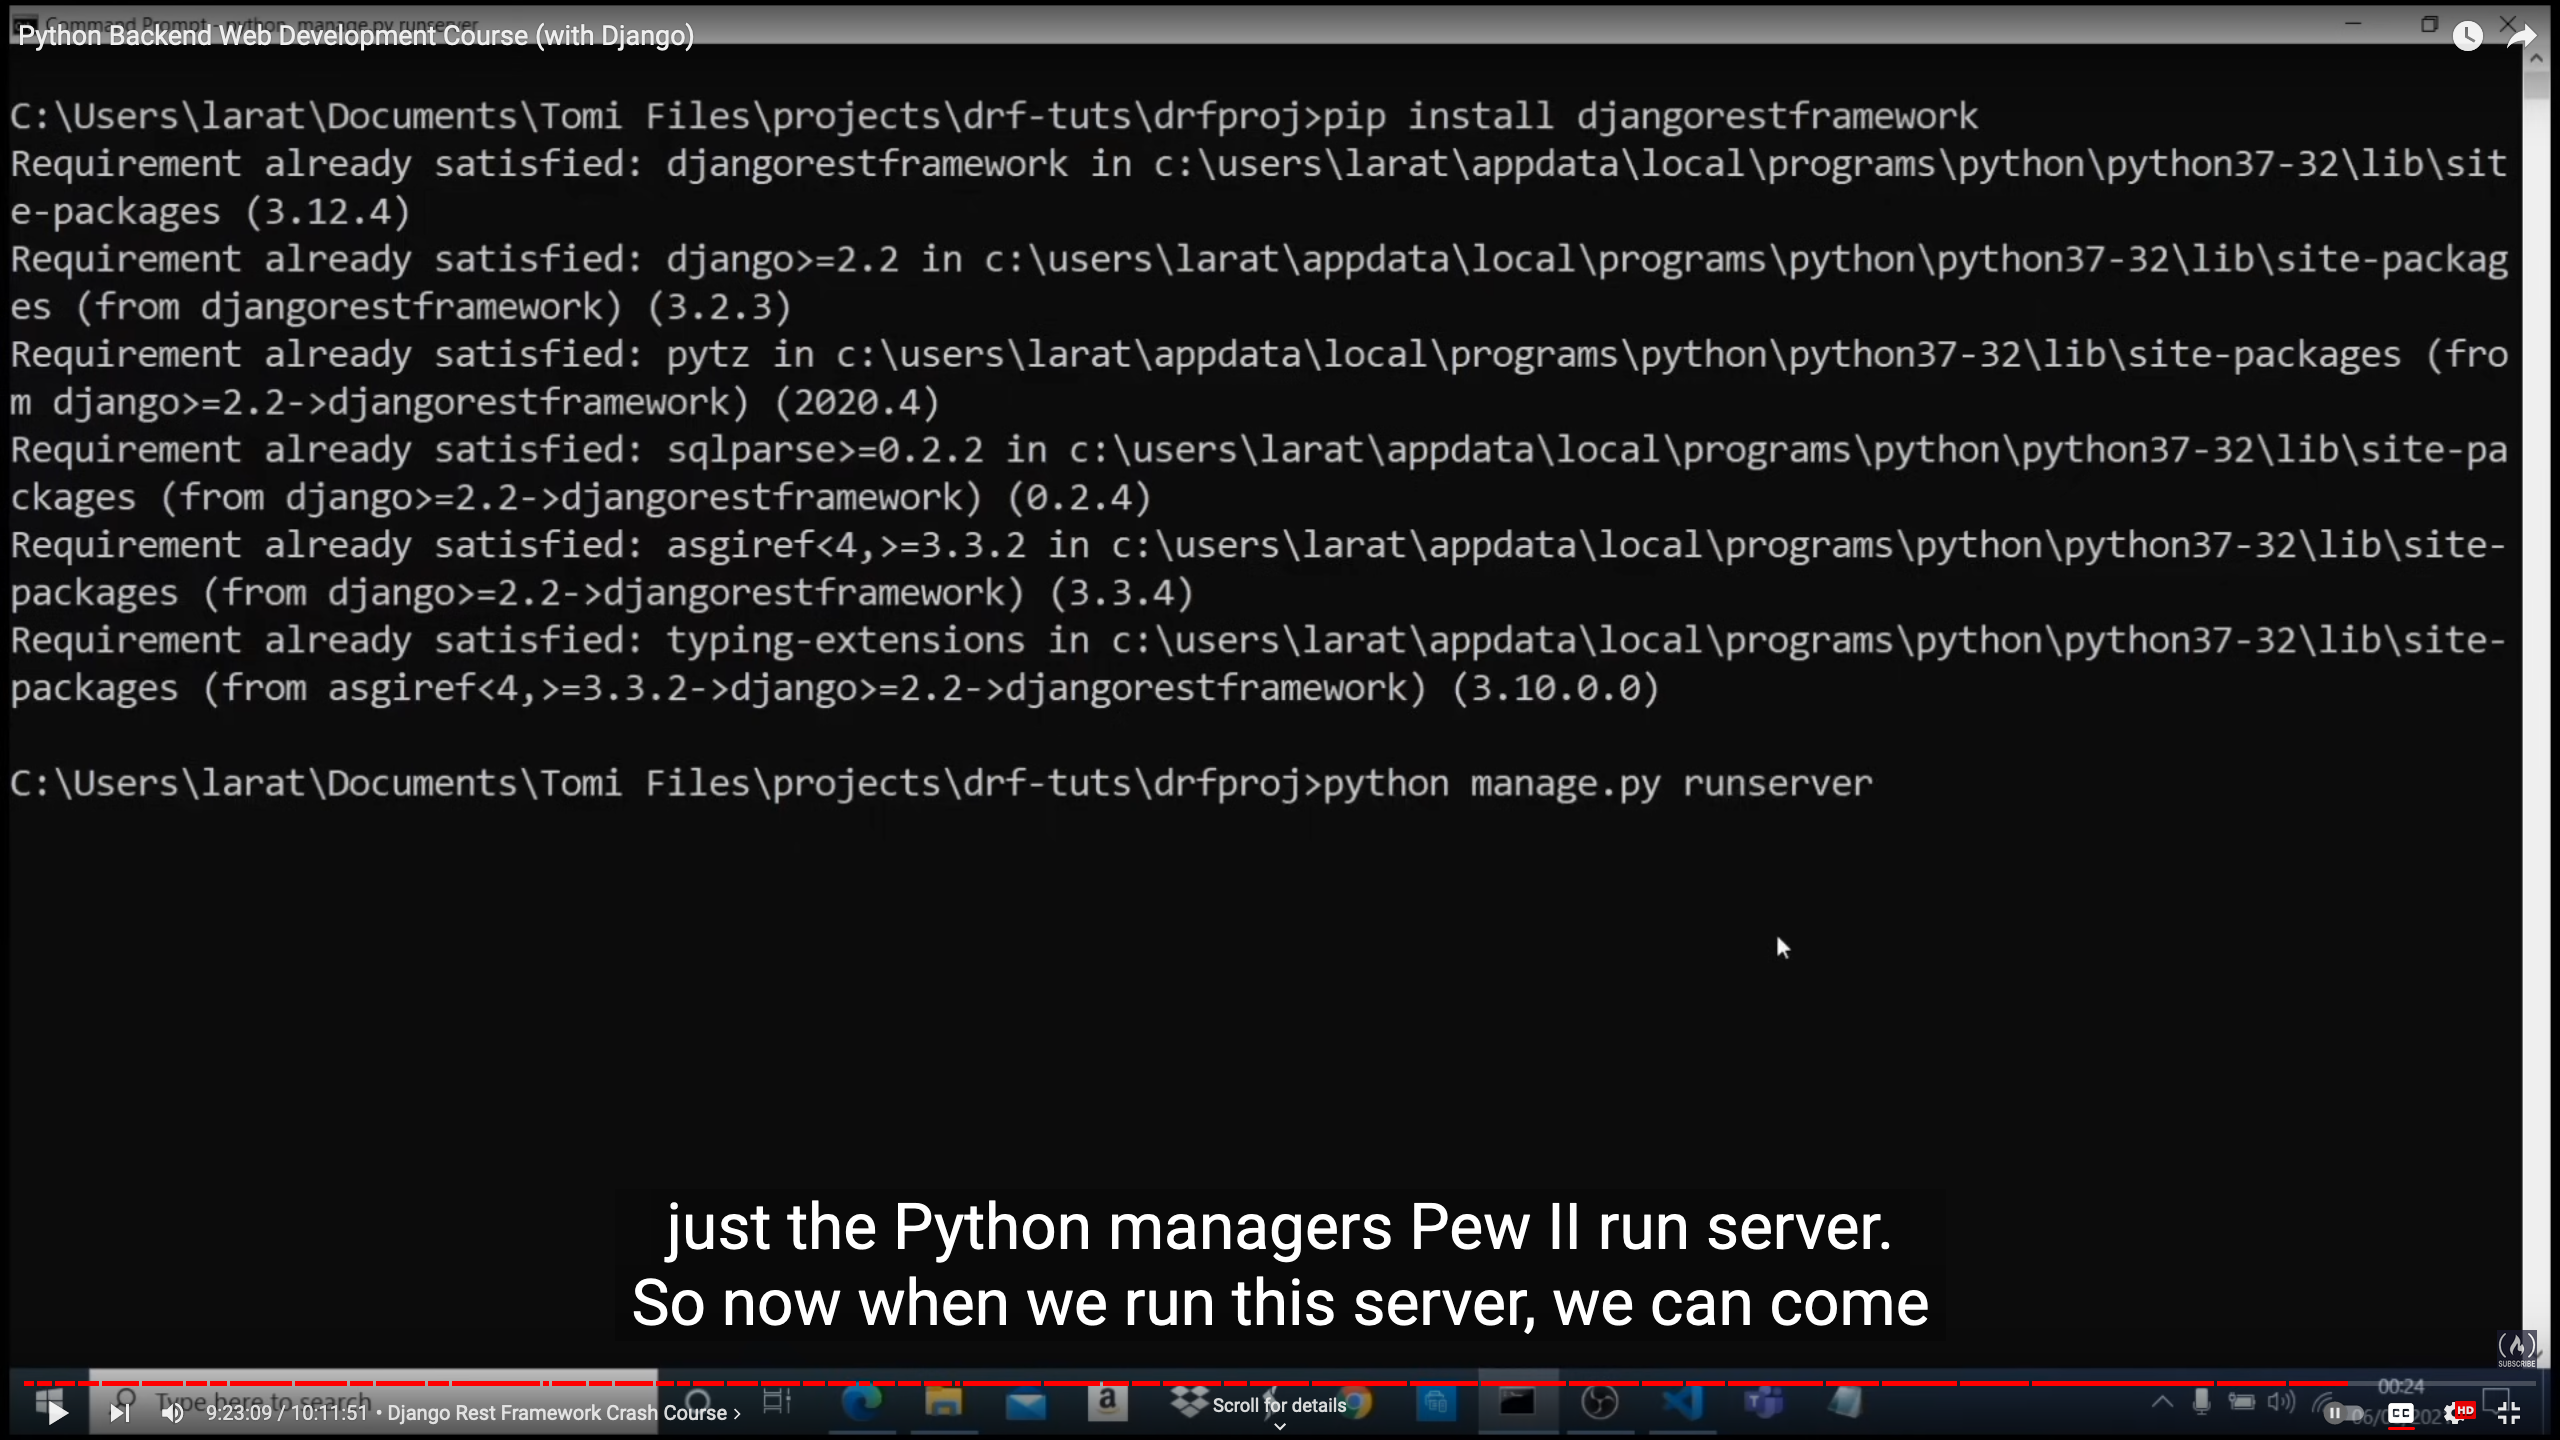 Command Prompt - python manage.py runserver
Python Backend Web Development Course (with Django)
C:\Users\larat\Documents\Tomi Files\projects\drf-tuts\drfproj>pip install djangorestframework
Requirement already satisfied: djangorestframework in c:\users\larat\appdata\local\programs\python\python37-32\lib\sit
e-packages (3.12.4)
Requirement already satisfied: django>=2.2 in c:\users\larat\appdata\local\programs\python\python37-32\lib\site-packag
es (from djangorestframework) (3.2.3)
Requirement already satisfied: pytz in c:\users\larat\appdata\local\programs\python\python37-32\lib\site-packages (fro
m django>=2.2->djangorestframework) (2020.4)
Requirement already satisfied: sqlparse>=0.2.2 in c:\users\larat\appdata\local\programs\python\python37-32\lib\site-pa
ckages (from django>=2.2->djangorestframework) (0.2.4)
Requirement already satisfied: asgiref<4,>=3.3.2 in c:\users\larat\appdata\local\programs\python\python37-32\lib\site-
packages (from django>=2.2->djangorestframework) (3.3.4)
Requirement already satisfied: typing-extensions in c:\users\larat\appdata\local\programs\python\python37-32\lib\site-
packages (from asgiref<4,>=3.3.2->django>=2.2->djangorestframework) (3.10.0.0)
C:\Users\larat\Documents\Tomi Files\projects\drf-tuts\drfproj>python manage.py runserver
just the Python managers Pew II run server.
So now when we run this server, we can come
SUBSCRIBE
Type here to search
00:24
9:23:09 / 10:11:51 • Django Rest Framework Crash Course ›
Scroll for details
CC
HD